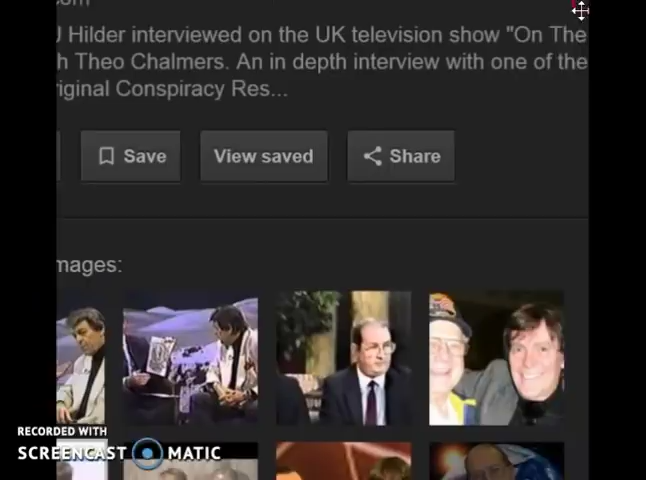 .com
J Hilder interviewed on the UK television show "On The
h Theo Chalmers. An in depth interview with one of the
riginal Conspiracy Res...
Save
View saved
Share
mages:
RECORDED WITH
SCREENCAST MATIC